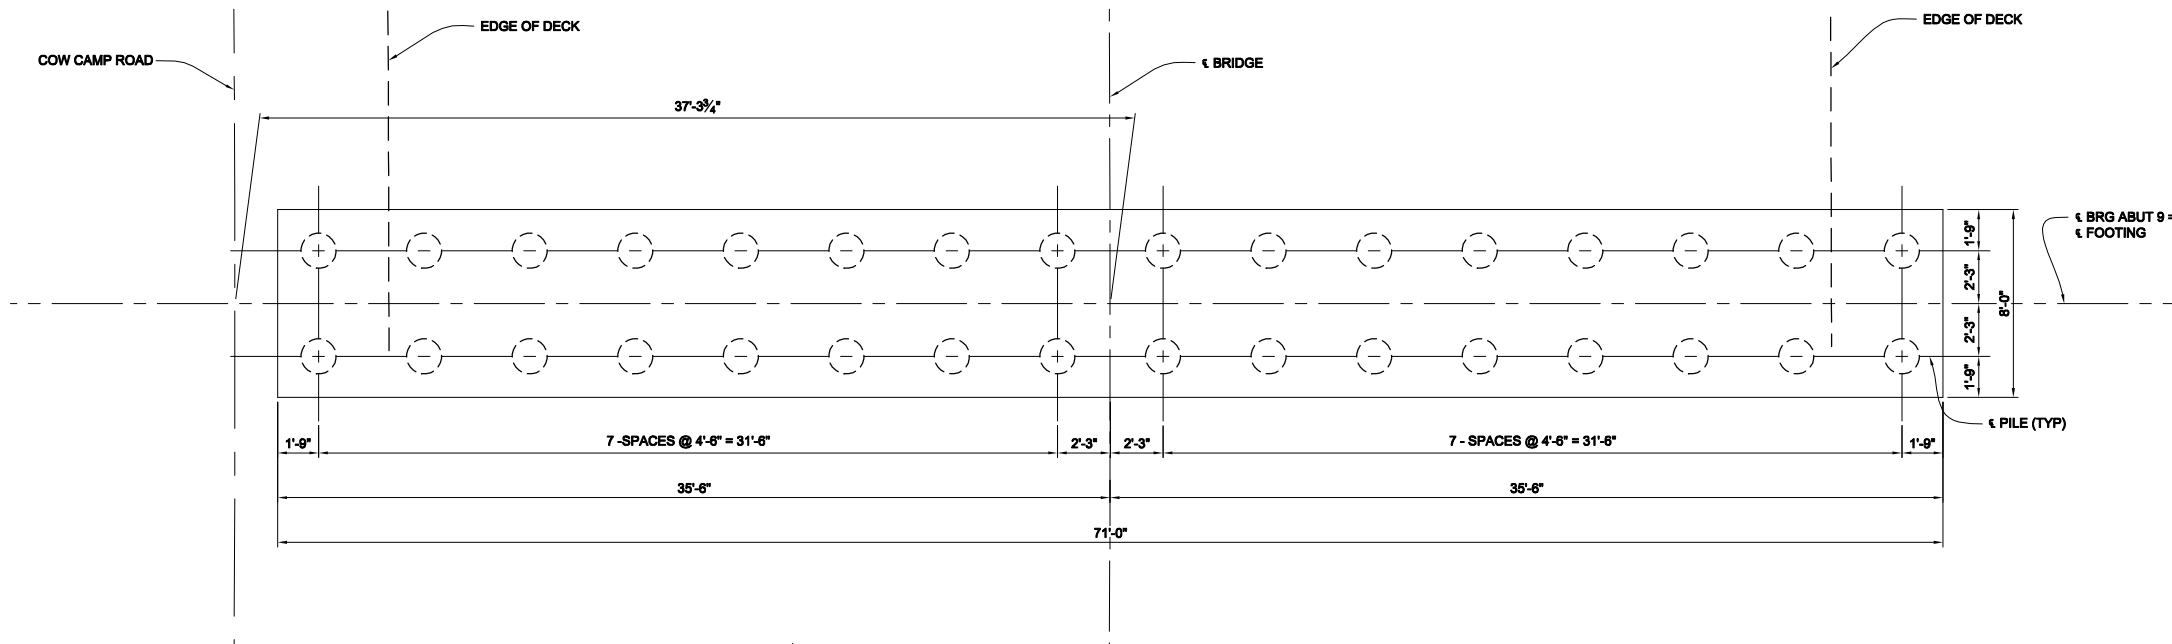 EDGE OF DECK
EDGE OF DECK
COW CAMP ROAD
℄ BRIDGE
37'-3¾"
℄ BRG ABUT 9 =
℄ FOOTING
1'-9"
2'-3"
8'-0"
2'-3"
1'-9"
℄ PILE (TYP)
1'-9"
7 -SPACES @ 4'-6" = 31'-6"
2'-3"
2'-3"
7 - SPACES @ 4'-6" = 31'-6"
1'-9"
35'-6"
35'-6"
71'-0"